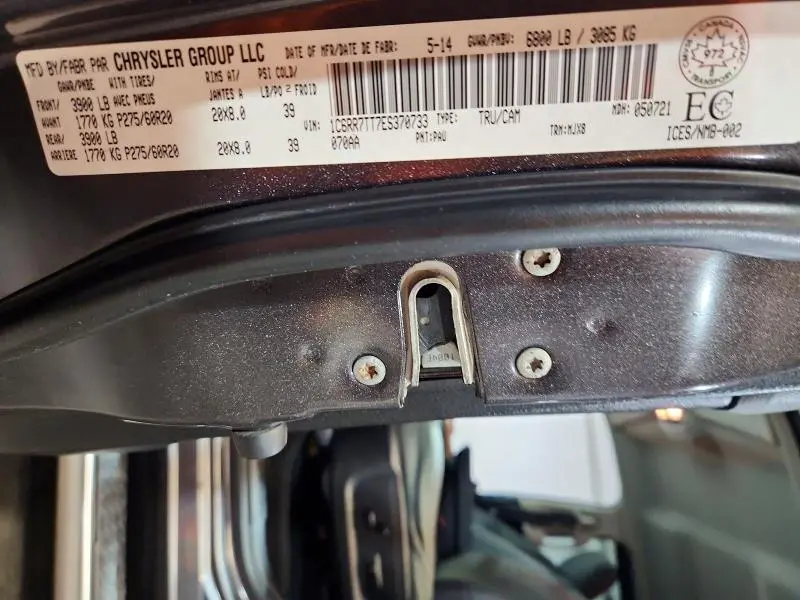 MFD BY/FABR PAR CHRYSLER GROUP LLC DATE OF MFR/DATE DE FABR: 5-14 GVWR/PNBV: 6800 LB / 3085 KG
GAWR/PNBE WITH TIRES/ RIMS AT/ PSI COLD/
AVEC PNEUS JANTES A LB/PO² FROID
FRONT/ 3900 LB
AVANT 1770 KG P275/60R20 20X8.0 39
REAR/ 3900 LB
ARRIERE 1770 KG P275/60R20 20X8.0 39
1C6RR7TT7ES370733 TYPE: TRU/CAM MDH: 050721
070AA PNT: PAU TRM: MJX8
CANADA
972
TRANSPORT
EC
ICES/NMB-002